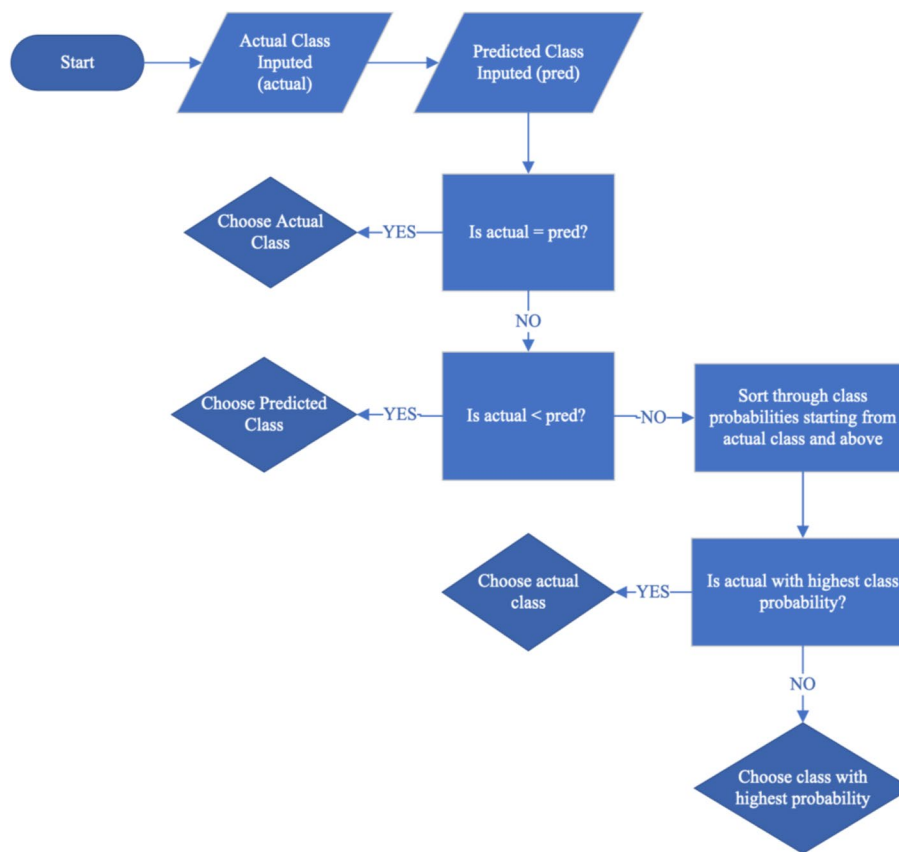 Start
Actual Class
Inputed
(actual)
Predicted Class
Inputed (pred)
Choose Actual
Class
YES
Is actual = pred?
NO
Choose Predicted
Class
YES
Is actual < pred?
NO
Sort through class
probabilities starting from
actual class and above
Choose actual
class
YES
Is actual with highest class
probability?
NO
Choose class with
highest probability